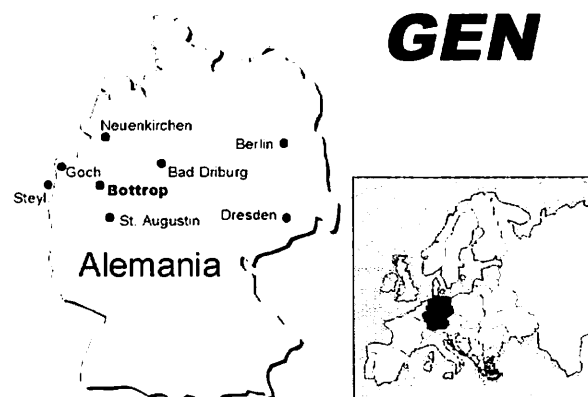 GEN
Neuenkirchen
Berlin
Goch
Bad Driburg
Steyl
Bottrop
St. Augustin
Dresden
Alemania